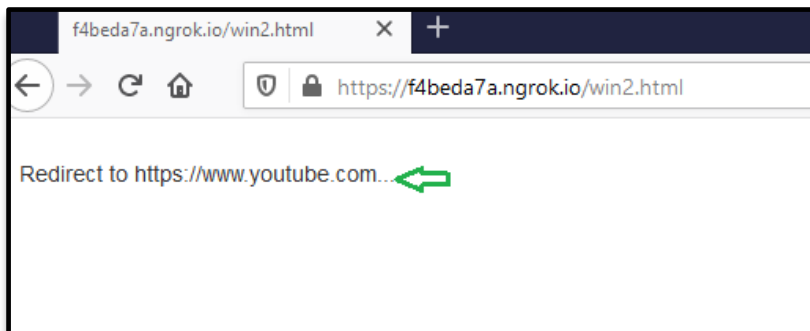 f4beda7a.ngrok.io/win2.html
https://f4beda7a.ngrok.io/win2.html
Redirect to https://www.youtube.com...